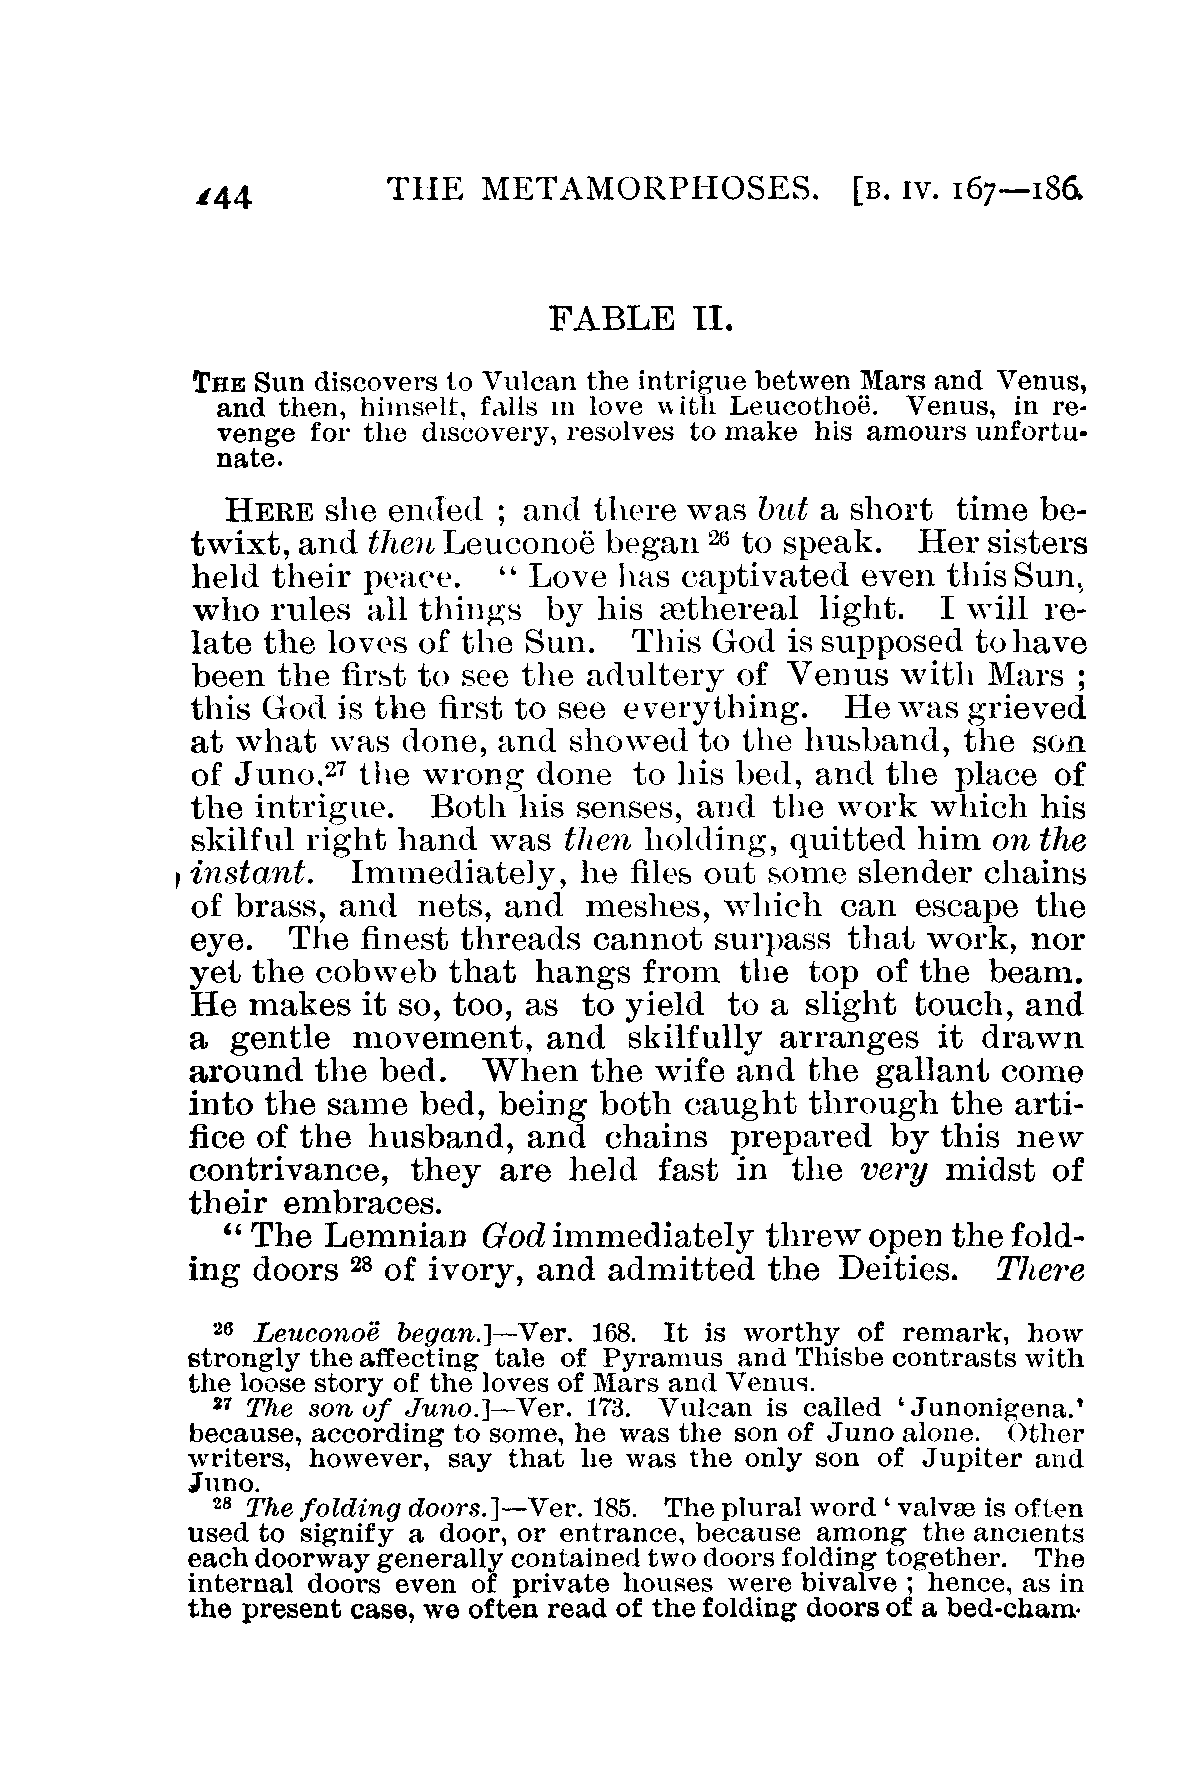 144 THE METAMORPHOSES. [B. IV. 167—186.
FABLE II.
THE Sun discovers to Vulcan the intrigue betwen Mars and Venus,
and then, himself, falls in love with Leucothoë. Venus, in re-
venge for the discovery, resolves to make his amours unfortu-
nate.
HERE she ended ; and there was but a short time be-
twixt, and then Leuconoë began 26 to speak. Her sisters
held their peace. “ Love has captivated even this Sun,
who rules all things by his æthereal light. I will re-
late the loves of the Sun. This God is supposed to have
been the first to see the adultery of Venus with Mars ;
this God is the first to see everything. He was grieved
at what was done, and showed to the husband, the son
of Juno,27 the wrong done to his bed, and the place of
the intrigue. Both his senses, and the work which his
skilful right hand was then holding, quitted him on the
instant. Immediately, he files out some slender chains
of brass, and nets, and meshes, which can escape the
eye. The finest threads cannot surpass that work, nor
yet the cobweb that hangs from the top of the beam.
He makes it so, too, as to yield to a slight touch, and
a gentle movement, and skilfully arranges it drawn
around the bed. When the wife and the gallant come
into the same bed, being both caught through the arti-
fice of the husband, and chains prepared by this new
contrivance, they are held fast in the very midst of
their embraces.
“ The Lemnian God immediately threw open the fold-
ing doors 28 of ivory, and admitted the Deities. There
26 Leuconoë began.]—Ver. 168. It is worthy of remark, how
strongly the affecting tale of Pyramus and Thisbe contrasts with
the loose story of the loves of Mars and Venus.
27 The son of Juno.]—Ver. 173. Vulcan is called ‘Junonigena.’
because, according to some, he was the son of Juno alone. Other
writers, however, say that he was the only son of Jupiter and
Juno.
28 The folding doors.]—Ver. 185. The plural word ‘ valvæ is often
used to signify a door, or entrance, because among the ancients
each doorway generally contained two doors folding together. The
internal doors even of private houses were bivalve ; hence, as in
the present case, we often read of the folding doors of a bed-cham-